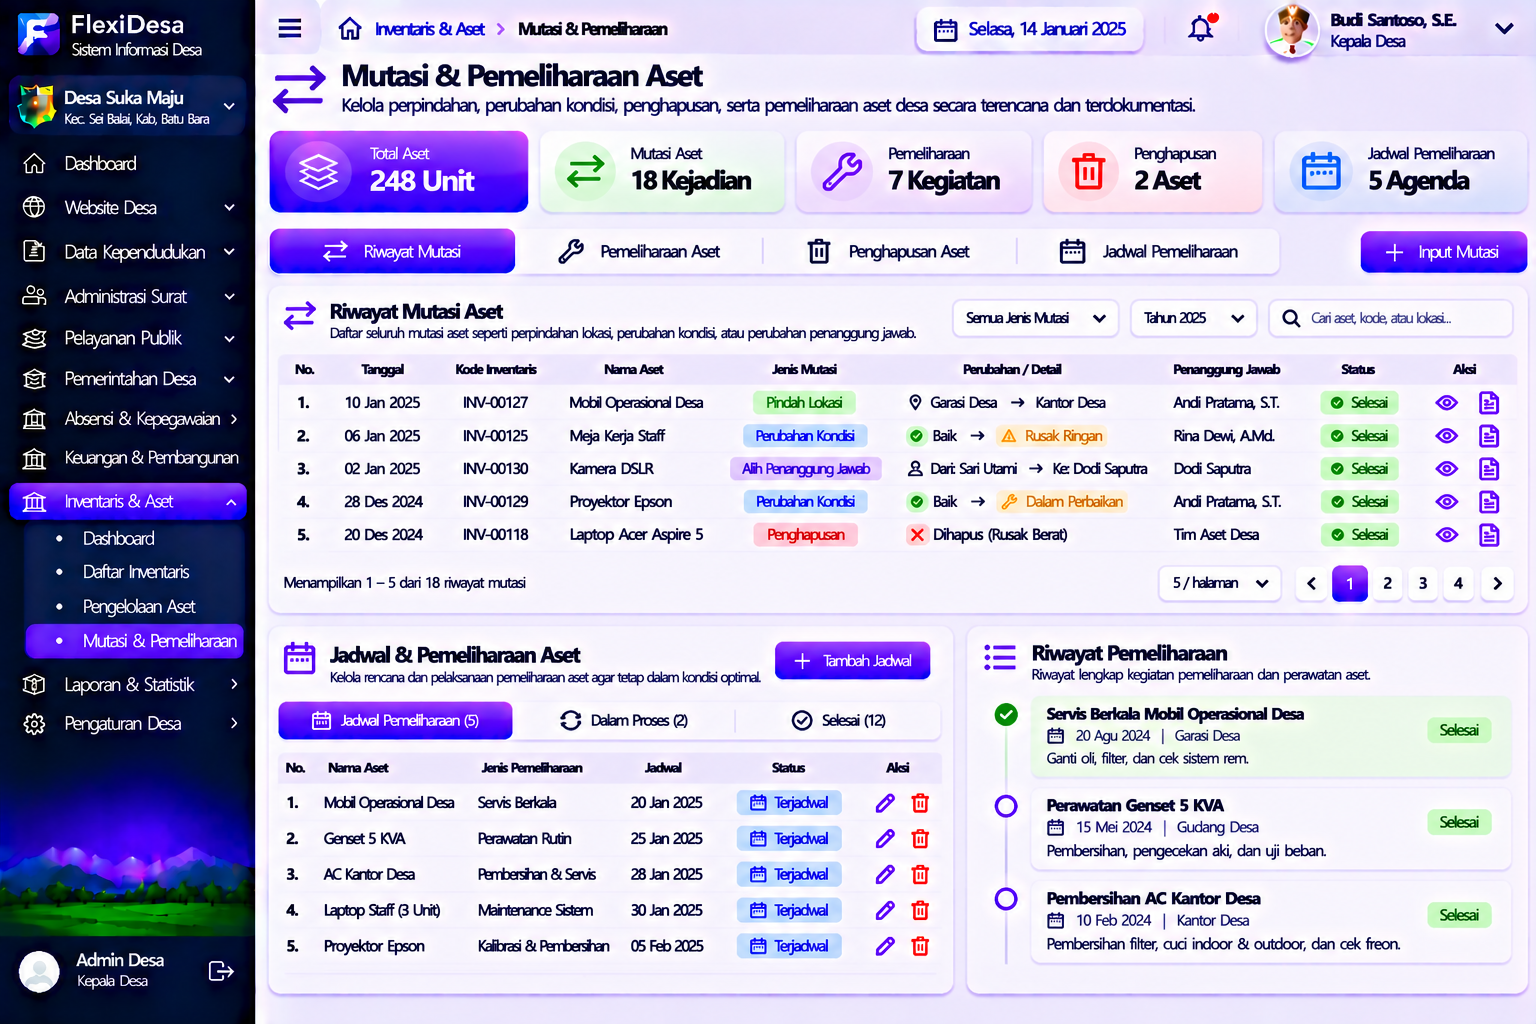 FlexiDesa
Sistem Informasi Desa
Desa Suka Maju
Kec. Sei Balai, Kab, Batu Bara
Dashboard
Website Desa
Data Kependudukan
Administrasi Surat
Pelayanan Publik
Pemerintahan Desa
Absensi & Kepegawaian
Keuangan & Pembangunan
Inventaris & Aset
• Dashboard
• Daftar Inventaris
• Pengelolaan Aset
• Mutasi & Pemeliharaan
Laporan & Statistik
Pengaturan Desa
Admin Desa
Kepala Desa
Inventaris & Aset > Mutasi & Pemeliharaan
Selasa, 14 Januari 2025
Budi Santoso, S.E.
Kepala Desa
Mutasi & Pemeliharaan Aset
Kelola perpindahan, perubahan kondisi, penghapusan, serta pemeliharaan aset desa secara terencana dan terdokumentasi.
Total Aset
248 Unit
Mutasi Aset
18 Kejadian
Pemeliharaan
7 Kegiatan
Penghapusan
2 Aset
Jadwal Pemeliharaan
5 Agenda
Riwayat Mutasi
Pemeliharaan Aset
Penghapusan Aset
Jadwal Pemeliharaan
+ Input Mutasi
Riwayat Mutasi Aset
Daftar seluruh mutasi aset seperti perpindahan lokasi, perubahan kondisi, atau perubahan penanggung jawab.
Semua Jenis Mutasi
Tahun 2025
Cari aset, kode, atau lokasi...
No. Tanggal Kode Inventaris Nama Aset Jenis Mutasi Perubahan / Detail Penanggung Jawab Status Aksi
1. 10 Jan 2025 INV-00127 Mobil Operasional Desa Pindah Lokasi Garasi Desa → Kantor Desa Andi Pratama, S.T. Selesai
2. 06 Jan 2025 INV-00125 Meja Kerja Staff Perubahan Kondisi Baik → Rusak Ringan Rina Dewi, A.Md. Selesai
3. 02 Jan 2025 INV-00130 Kamera DSLR Alih Penanggung Jawab Dari: Sari Utami → Ke: Dodi Saputra Dodi Saputra Selesai
4. 28 Des 2024 INV-00129 Proyektor Epson Perubahan Kondisi Baik → Dalam Perbaikan Andi Pratama, S.T. Selesai
5. 20 Des 2024 INV-00118 Laptop Acer Aspire 5 Penghapusan Dihapus (Rusak Berat) Tim Aset Desa Selesai
Menampilkan 1 – 5 dari 18 riwayat mutasi
5 / halaman
< 1 2 3 4 >
Jadwal & Pemeliharaan Aset
Kelola rencana dan pelaksanaan pemeliharaan aset agar tetap dalam kondisi optimal.
+ Tambah Jadwal
Jadwal Pemeliharaan (5)
Dalam Proses (2)
Selesai (12)
No. Nama Aset Jenis Pemeliharaan Jadwal Status Aksi
1. Mobil Operasional Desa Servis Berkala 20 Jan 2025 Terjadwal
2. Genset 5 KVA Perawatan Rutin 25 Jan 2025 Terjadwal
3. AC Kantor Desa Pembersihan & Servis 28 Jan 2025 Terjadwal
4. Laptop Staff (3 Unit) Maintenance Sistem 30 Jan 2025 Terjadwal
5. Proyektor Epson Kalibrasi & Pembersihan 05 Feb 2025 Terjadwal
Riwayat Pemeliharaan
Riwayat lengkap kegiatan pemeliharaan dan perawatan aset.
Servis Berkala Mobil Operasional Desa
20 Agu 2024 | Garasi Desa
Ganti oli, filter, dan cek sistem rem.
Selesai
Perawatan Genset 5 KVA
15 Mei 2024 | Gudang Desa
Pembersihan, pengecekan aki, dan uji beban.
Selesai
Pembersihan AC Kantor Desa
10 Feb 2024 | Kantor Desa
Pembersihan filter, cuci indoor & outdoor, dan cek freon.
Selesai